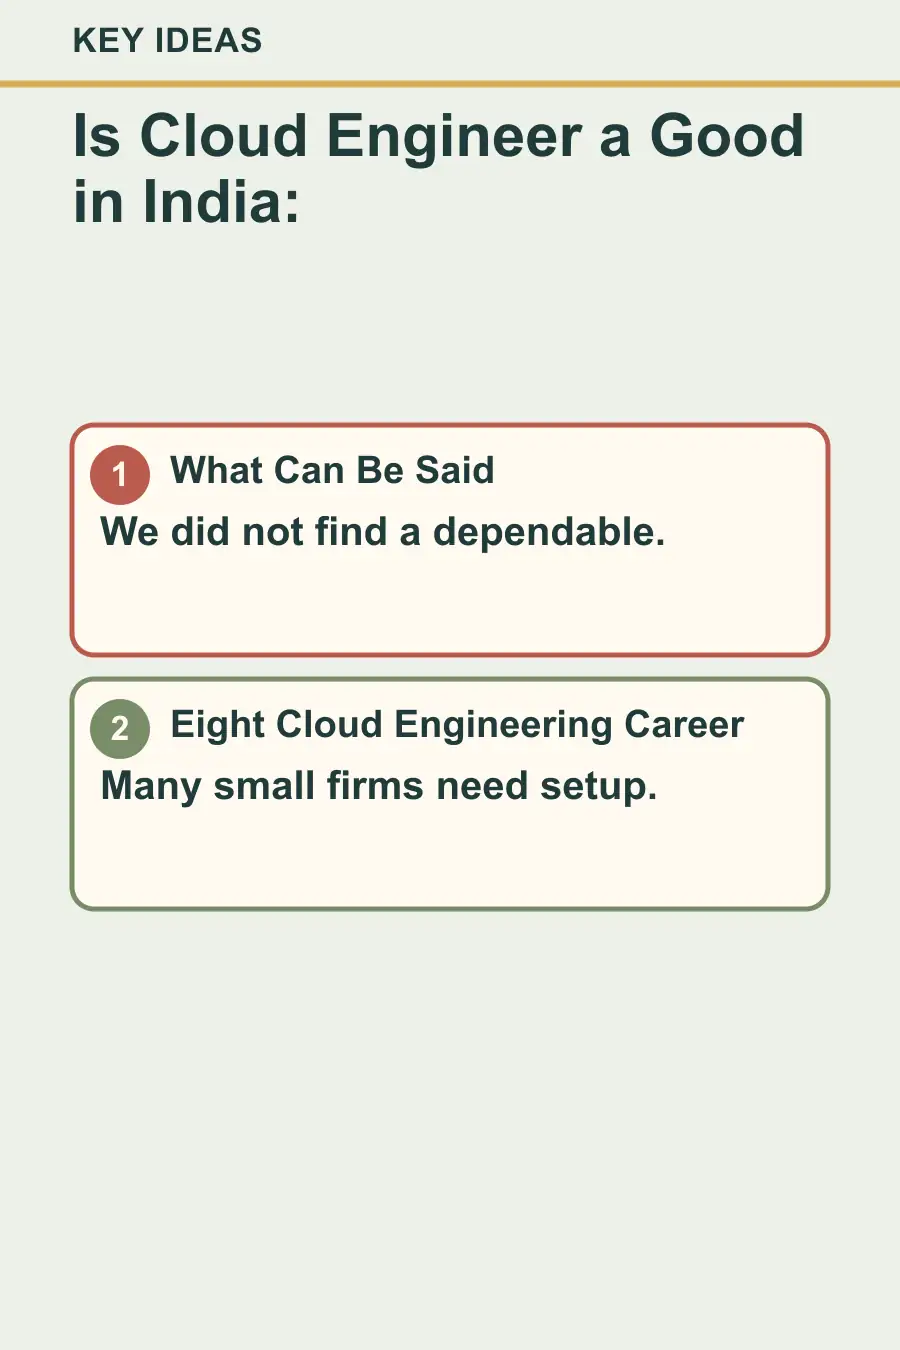 KEY IDEAS
Is Cloud Engineer a Good
in India:
1 What Can Be Said
We did not find a dependable.
2 Eight Cloud Engineering Career
Many small firms need setup.